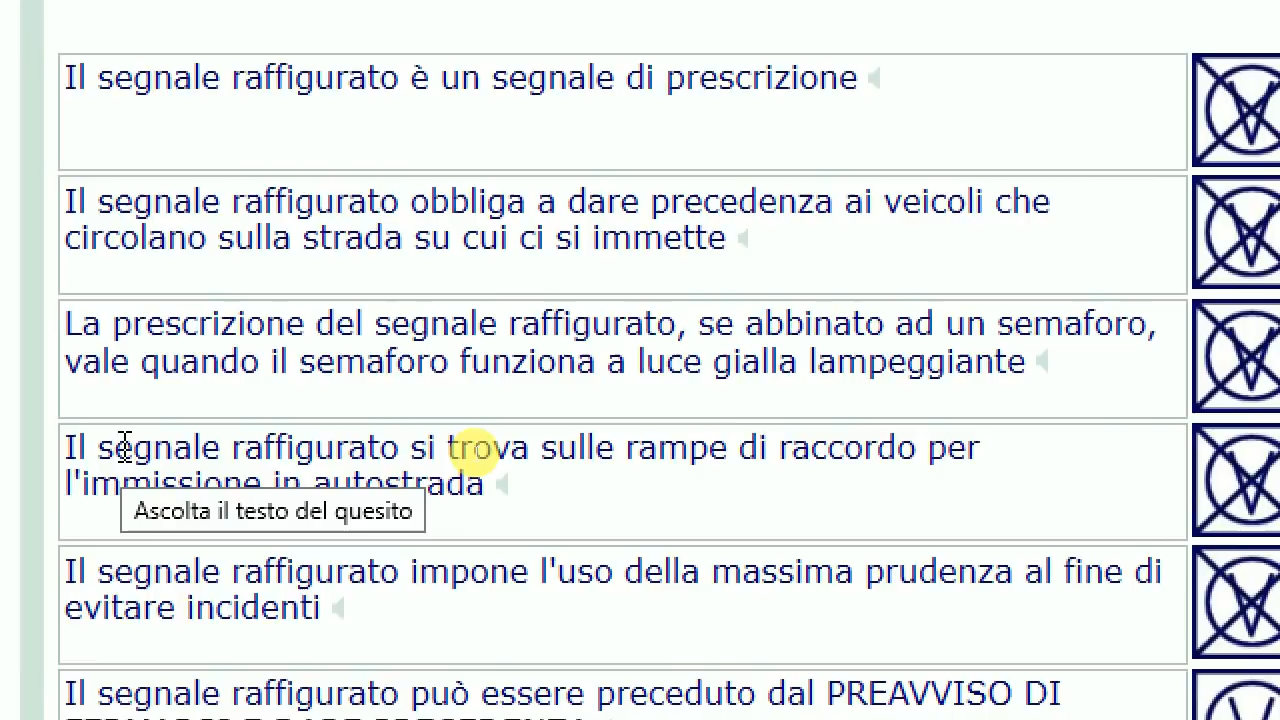 Il segnale raffigurato è un segnale di prescrizione
Il segnale raffigurato obbliga a dare precedenza ai veicoli che
circolano sulla strada su cui ci si immette
La prescrizione del segnale raffigurato, se abbinato ad un semaforo,
vale quando il semaforo funziona a luce gialla lampeggiante
Il segnale raffigurato si trova sulle rampe di raccordo per
l'immissione in autostrada
Ascolta il testo del quesito
Il segnale raffigurato impone l'uso della massima prudenza al fine di
evitare incidenti
Il segnale raffigurato può essere preceduto dal PREAVVISO DI